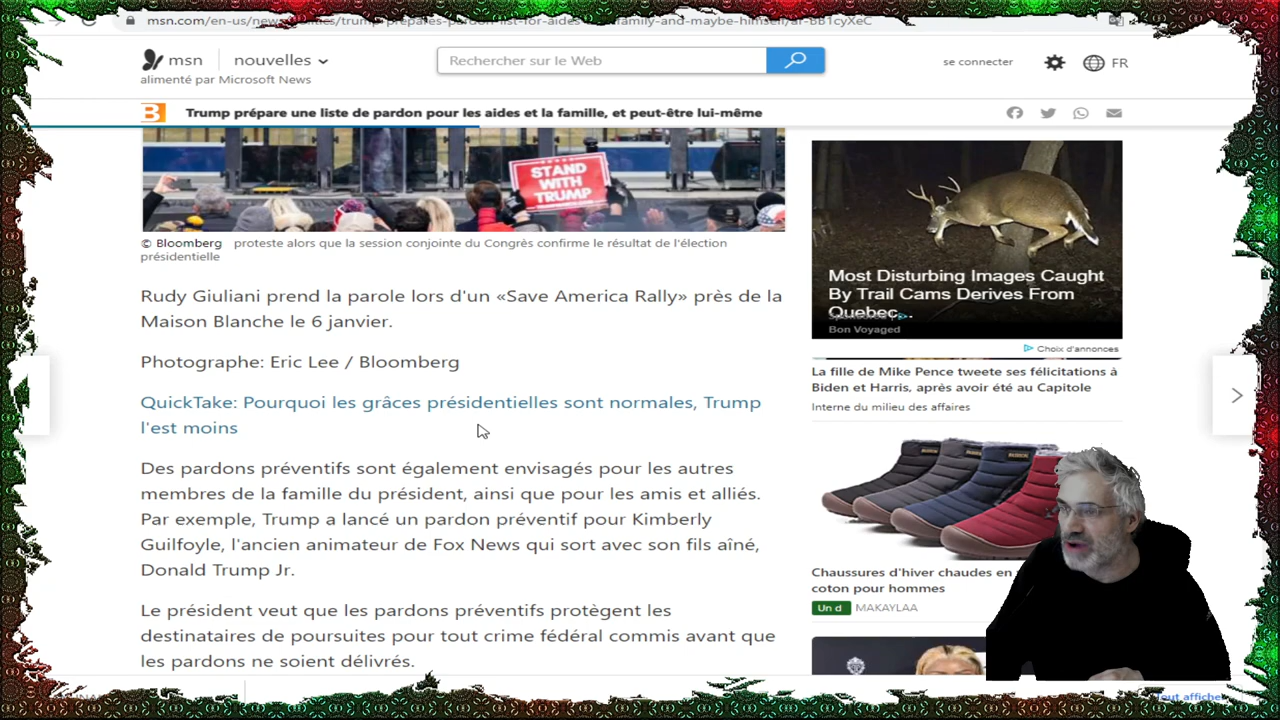 msn.com/en-us/news/politics/trump-prepares-pardon-list-for-aides-and-family-and-maybe-himself/ar-BB1cyXeC
msn
nouvelles
Rechercher sur le Web
se connecter
FR
alimenté par Microsoft News
B
Trump prépare une liste de pardon pour les aides et la famille, et peut-être lui-même
STAND
WITH
TRUMP
© Bloomberg proteste alors que la session conjointe du Congrès confirme le résultat de l'élection
présidentielle
Rudy Giuliani prend la parole lors d'un «Save America Rally» près de la
Maison Blanche le 6 janvier.
Photographe: Eric Lee / Bloomberg
QuickTake: Pourquoi les grâces présidentielles sont normales, Trump
l'est moins
Des pardons préventifs sont également envisagés pour les autres
membres de la famille du président, ainsi que pour les amis et alliés.
Par exemple, Trump a lancé un pardon préventif pour Kimberly
Guilfoyle, l'ancien animateur de Fox News qui sort avec son fils aîné,
Donald Trump Jr.
Le président veut que les pardons préventifs protègent les
destinataires de poursuites pour tout crime fédéral commis avant que
les pardons ne soient délivrés.
Most Disturbing Images Caught
By Trail Cams Derives From
Quebec...
Bon Voyaged
Choix d'annonces
La fille de Mike Pence tweete ses félicitations à
Biden et Harris, après avoir été au Capitole
Interne du milieu des affaires
Chaussures d'hiver chaudes en
coton pour hommes
Un d
MAKAYLAA
out affiche